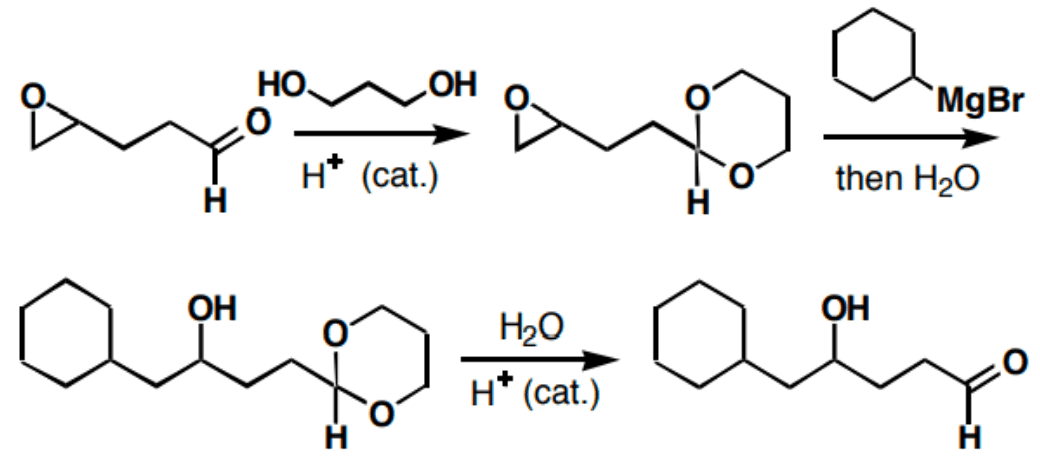 HO OH
O O H
H⁺ (cat.)
O O O H
MgBr
then H₂O
OH O O H
H₂O
H⁺ (cat.)
OH O H